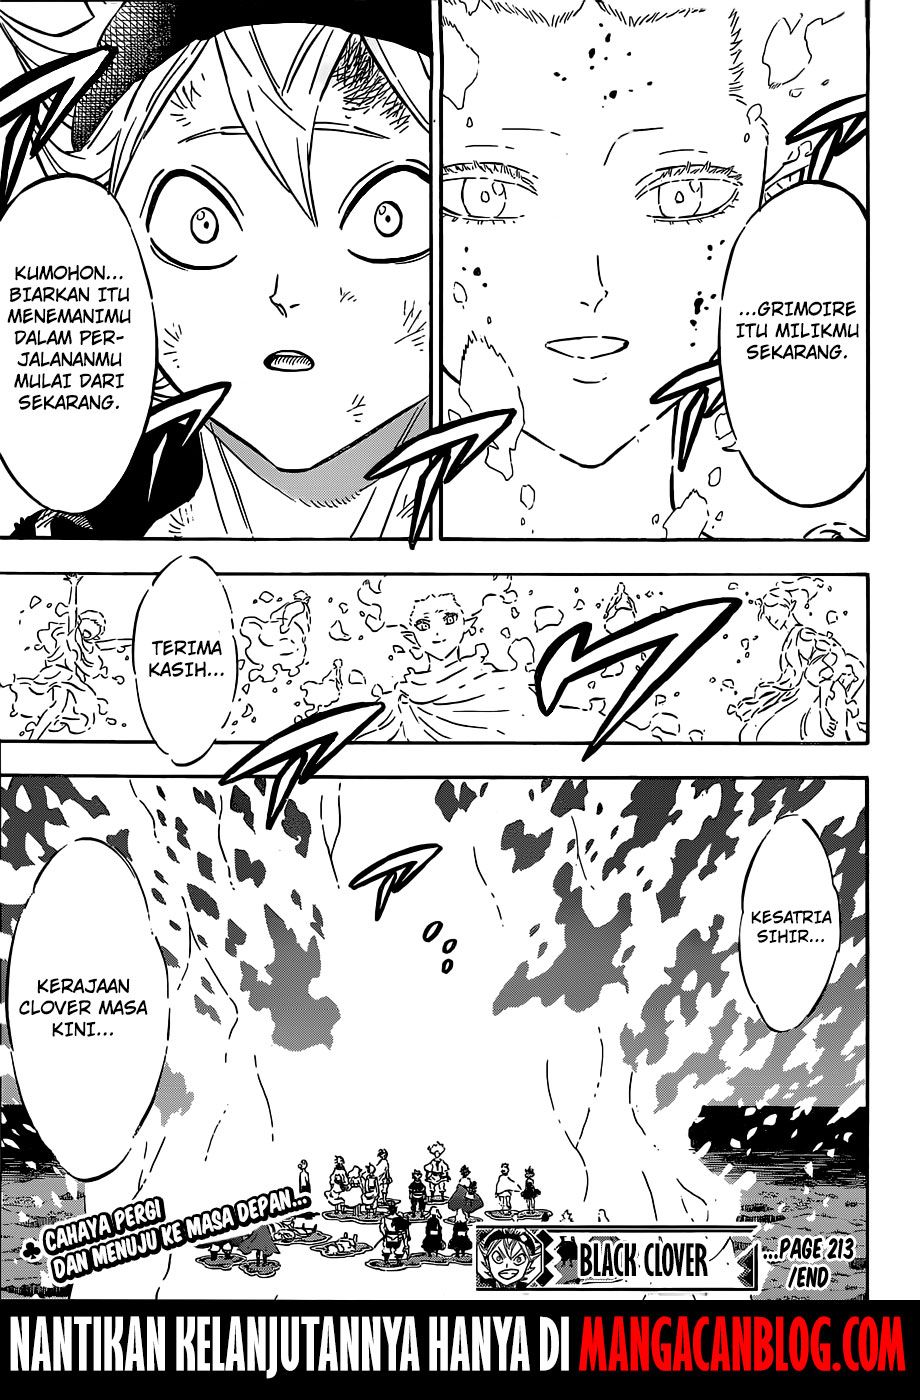 ...GRIMOIRE
ITU MILIKMU
SEKARANG.
KUMOHON...
BIARKAN ITU
MENEMANIMU
DALAM PER-
JALANANMU
MULAI DARI
SEKARANG.
TERIMA
KASIH...
KESATRIA
SIHIR...
KERAJAAN
CLOVER MASA
KINI...
CAHAYA PERGI
DAN MENUJU KE MASA DEPAN...
BLACK CLOVER
...PAGE 213
/END
NANTIKAN KELANJUTANNYA HANYA DI MANGACANBLOG.COM